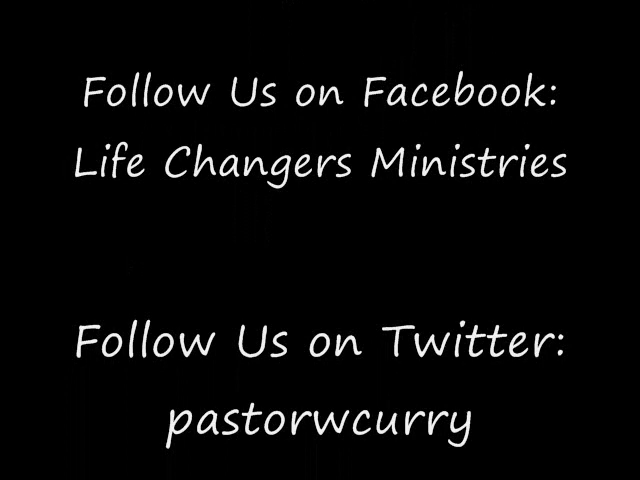 Follow Us on Facebook:
Life Changers Ministries
Follow Us on Twitter:
pastorwcurry